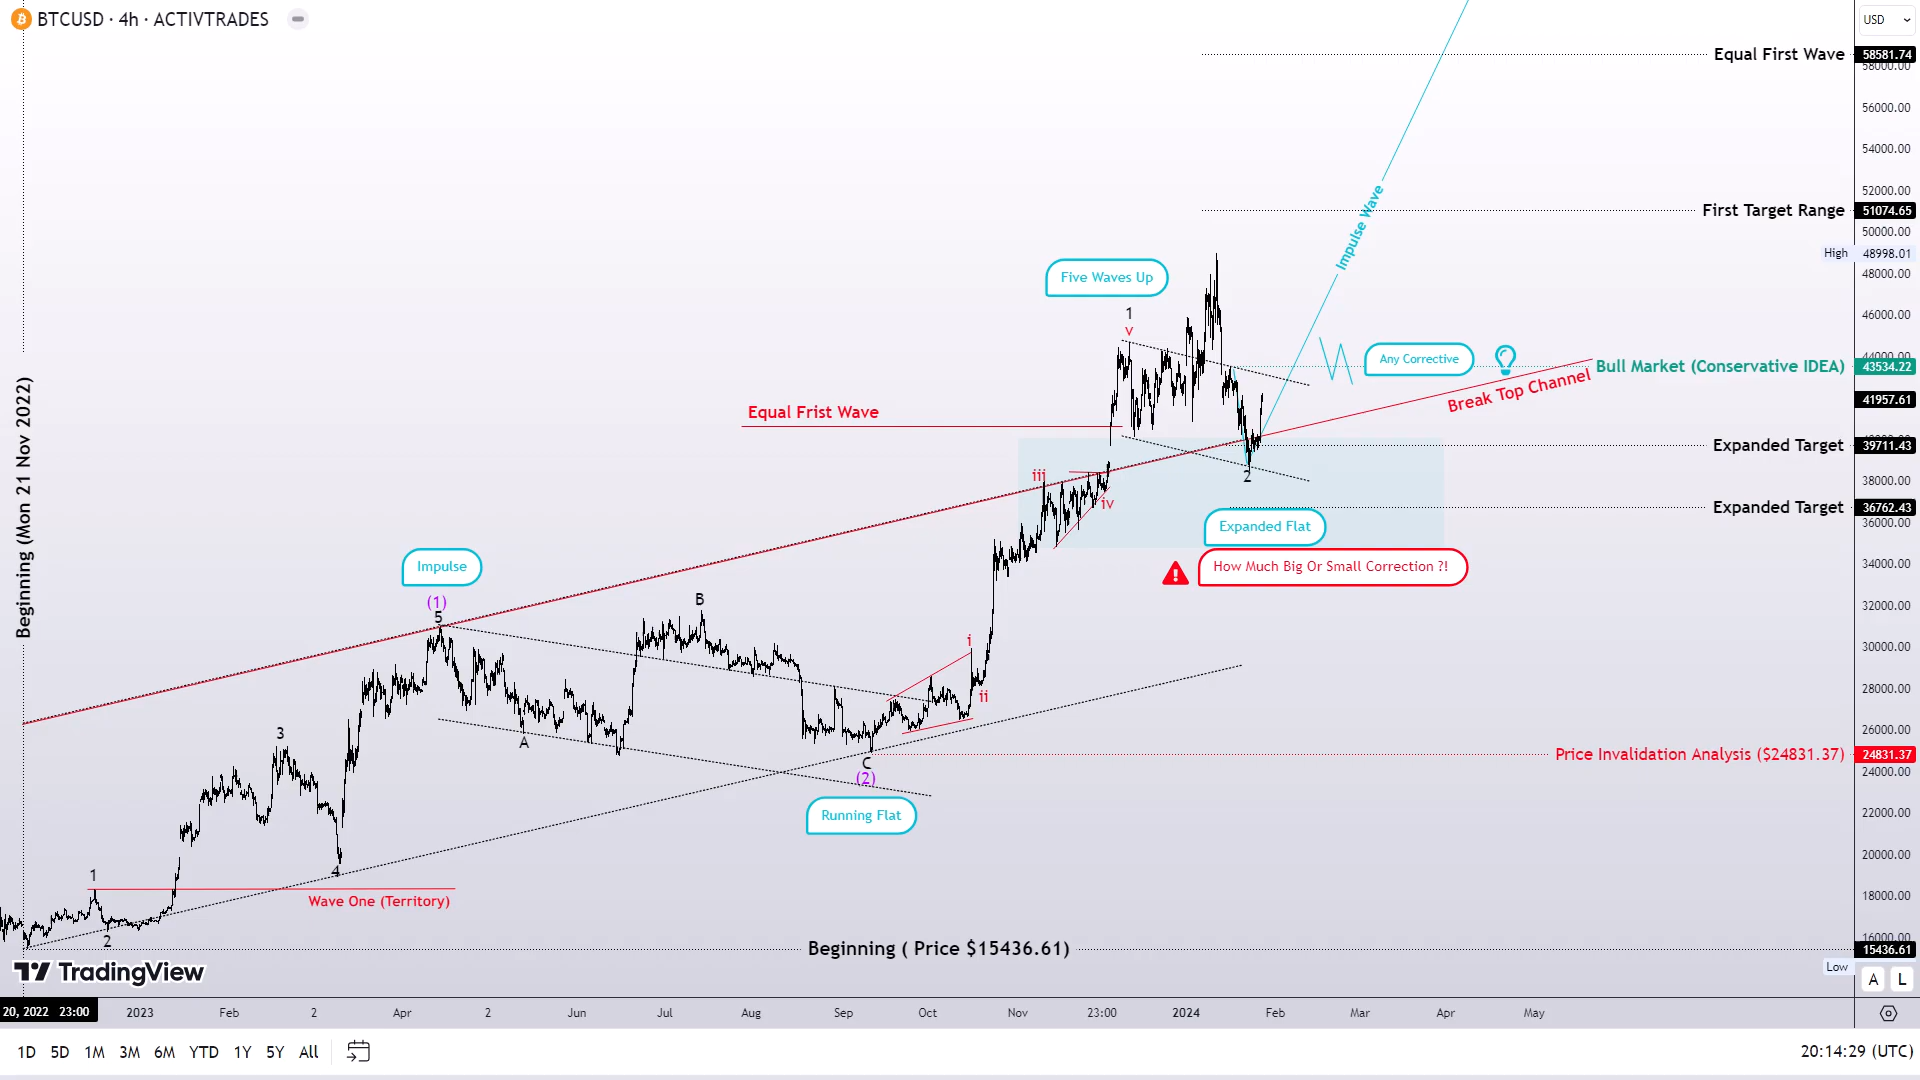 BTCUSD · 4h · ACTIVTRADES
USD
Equal First Wave
58581.74
58000.00
56000.00
54000.00
52000.00
First Target Range
51074.65
50000.00
High 48998.01
48000.00
46000.00
44000.00
Bull Market (Conservative IDEA)
43534.22
41957.61
Expanded Target
39711.43
38000.00
Expanded Target
36762.43
36000.00
34000.00
32000.00
30000.00
28000.00
26000.00
Price Invalidation Analysis ($24831.37)
24831.37
24000.00
22000.00
20000.00
18000.00
16000.00
15436.61
Low
A L
Impulse Wave
Five Waves Up
1
v
Any Corrective
Break Top Channel
Equal Frist Wave
iii
iv
2
Expanded Flat
How Much Big Or Small Correction ?!
Beginning (Mon 21 Nov 2022)
Impulse
(1)
5
B
i
ii
A
3
C
(2)
Running Flat
4
1
Wave One (Territory)
2
Beginning ( Price $15436.61)
TradingView
20, 2022 23:00
2023
Feb
2
Apr
2
Jun
Jul
Aug
Sep
Oct
Nov
23:00
2024
Feb
Mar
Apr
May
1D 5D 1M 3M 6M YTD 1Y 5Y All
20:14:29 (UTC)